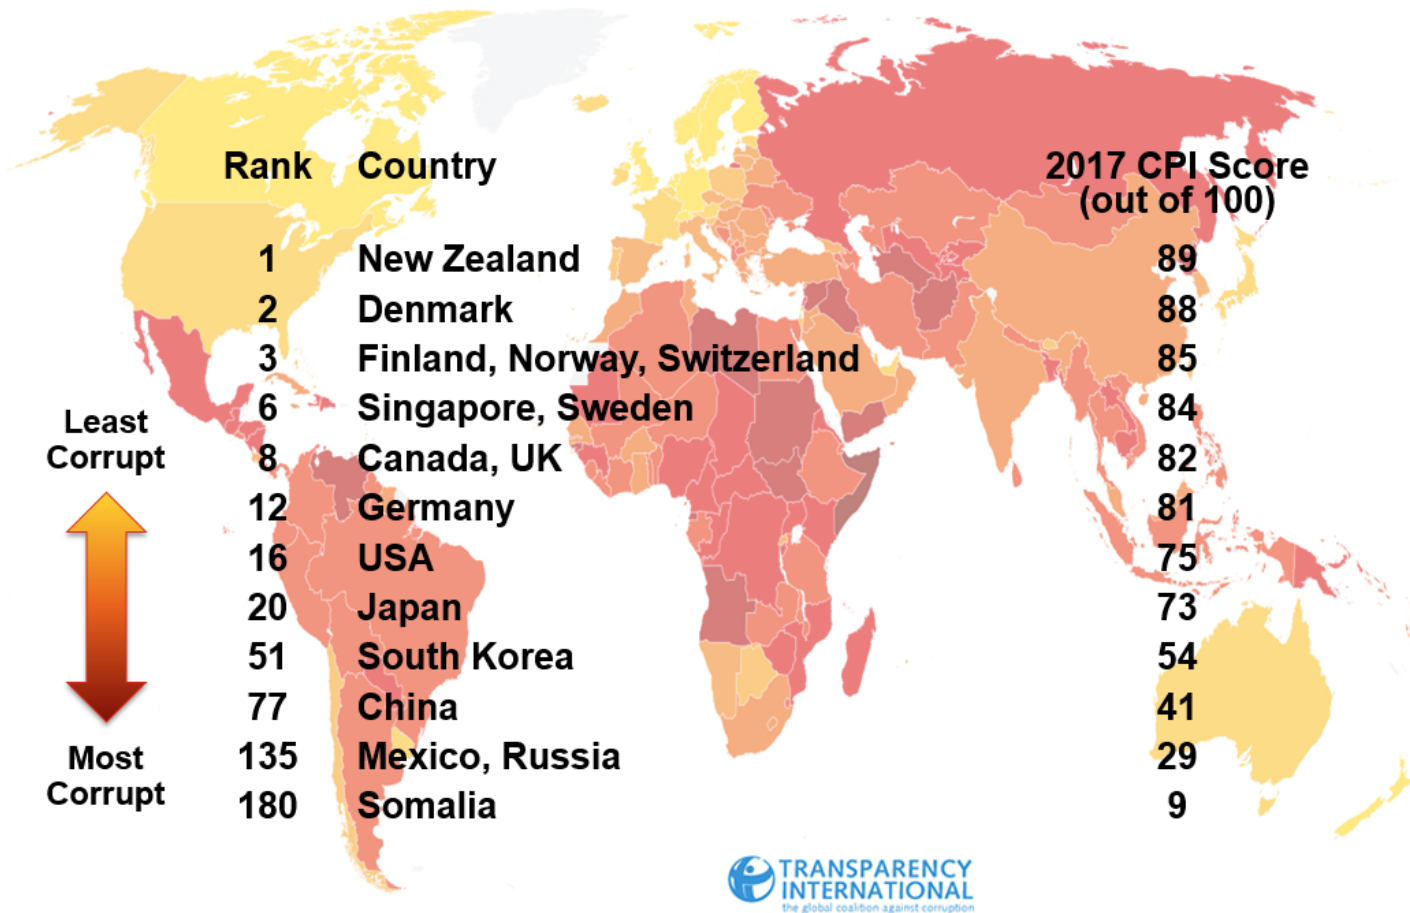 Rank Country 2017 CPI Score
(out of 100)
1 New Zealand 89
2 Denmark 88
3 Finland, Norway, Switzerland 85
6 Singapore, Sweden 84
8 Canada, UK 82
12 Germany 81
16 USA 75
20 Japan 73
51 South Korea 54
77 China 41
135 Mexico, Russia 29
180 Somalia 9
Least
Corrupt
Most
Corrupt
TRANSPARENCY
INTERNATIONAL
the global coalition against corruption